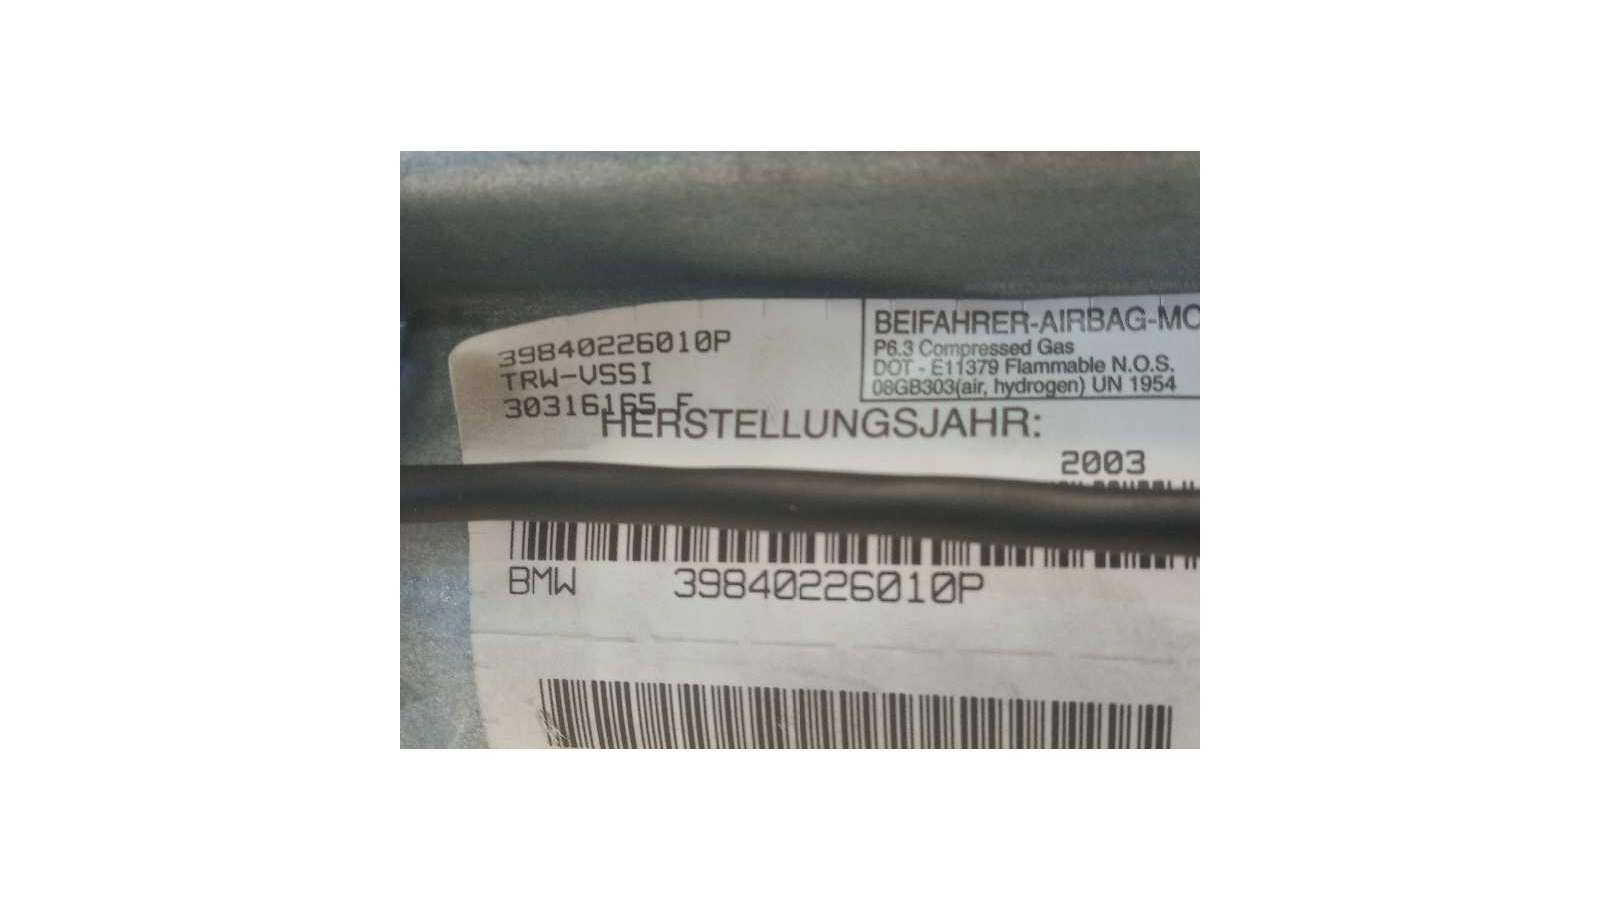 39840226010P
TRW-VSSI
30316165 F
BEIFAHRER-AIRBAG-MO
P6.3 Compressed Gas
DOT - E11379 Flammable N.O.S.
08GB303(air, hydrogen) UN 1954
HERSTELLUNGSJAHR:
2003
BMW 39840226010P